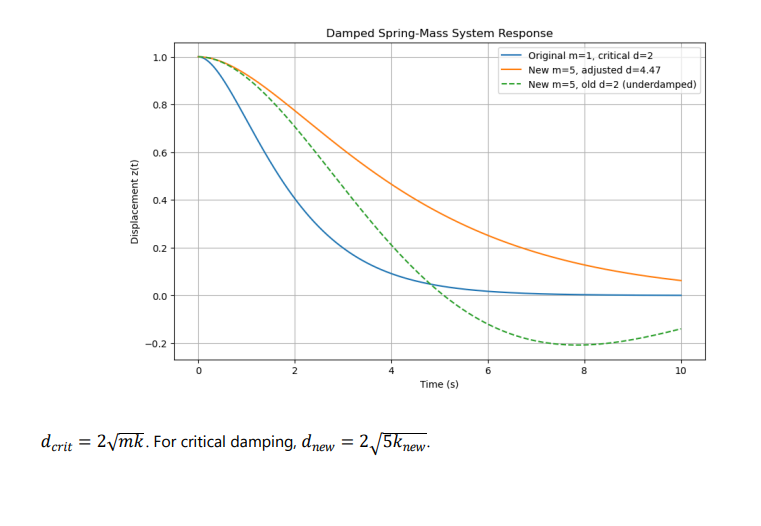 Damped Spring-Mass System Response
Original m=1, critical d=2
New m=5, adjusted d=4.47
New m=5, old d=2 (underdamped)
Displacement z(t)
1.0
0.8
0.6
0.4
0.2
0.0
−0.2
0 2 4 6 8 10
Time (s)
d_crit = 2√mk. For critical damping, d_new = 2√5k_new.